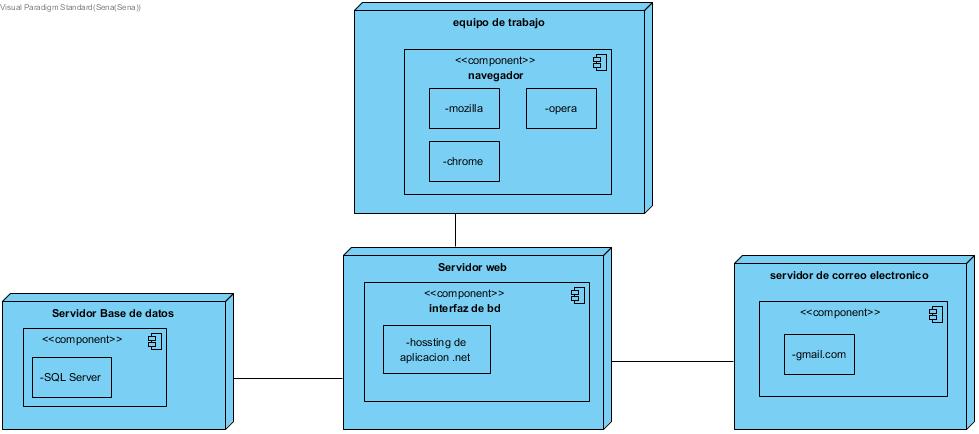 Visual Paradigm Standard(Sena(Sena))
equipo de trabajo
<<component>>
navegador
-mozilla
-opera
-chrome
Servidor Base de datos
<<component>>
-SQL Server
Servidor web
<<component>>
interfaz de bd
-hossting de
aplicacion .net
servidor de correo electronico
<<component>>
-gmail.com